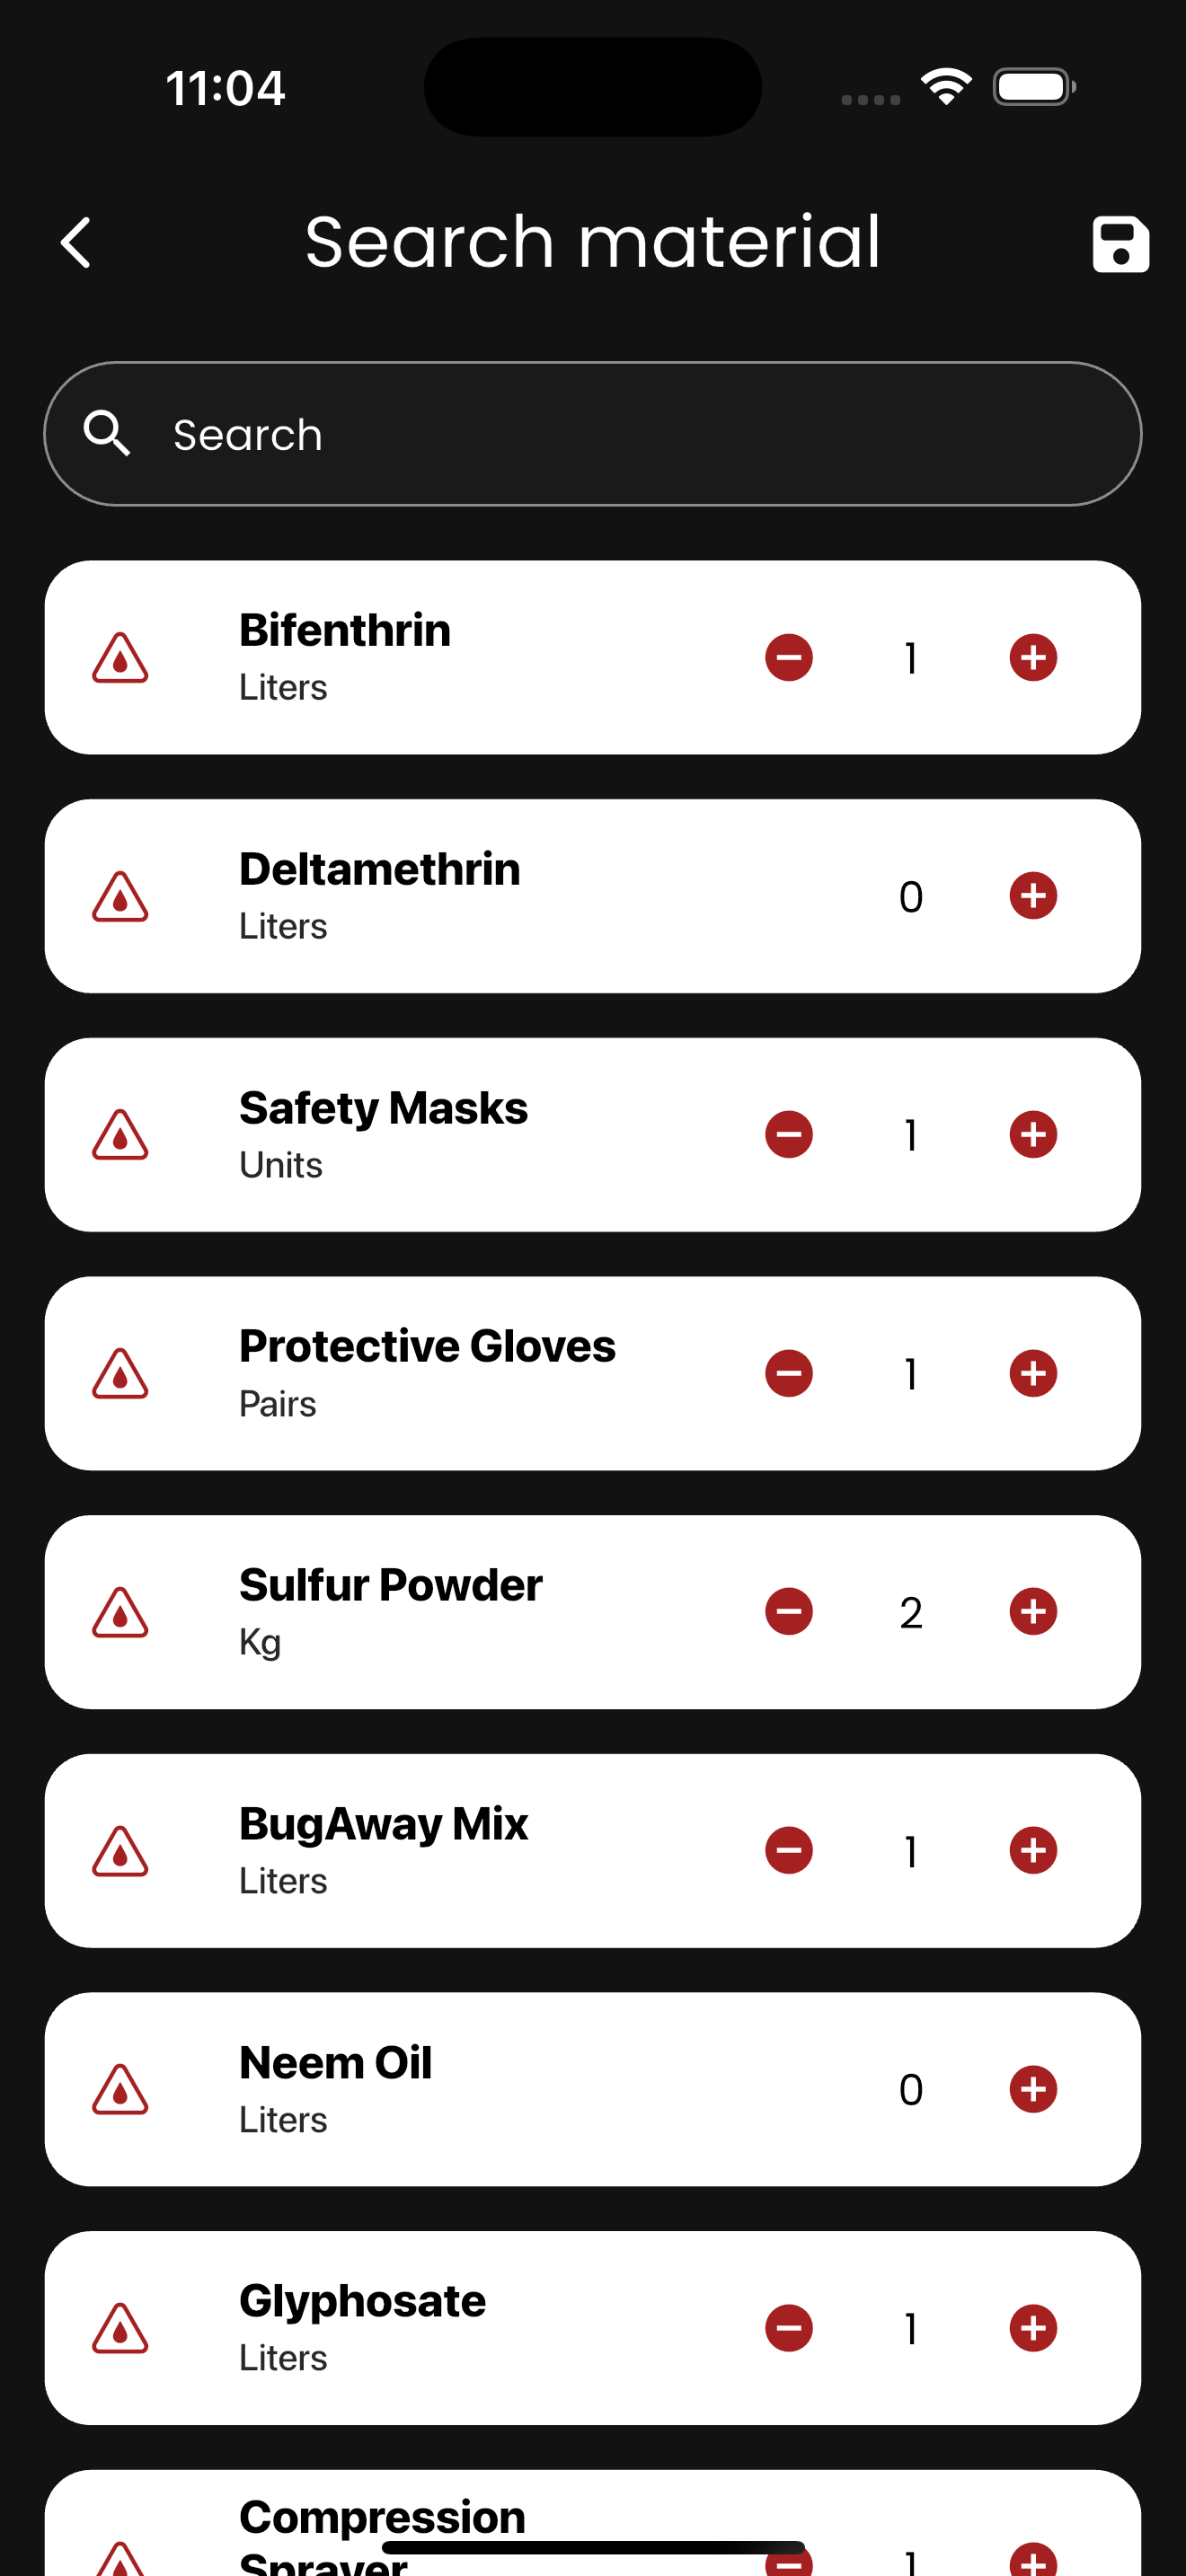 11:04
Search material
Search
Bifenthrin
Liters
1
Deltamethrin
Liters
0
Safety Masks
Units
1
Protective Gloves
Pairs
1
Sulfur Powder
Kg
2
BugAway Mix
Liters
1
Neem Oil
Liters
0
Glyphosate
Liters
1
Compression
Sprayer
1